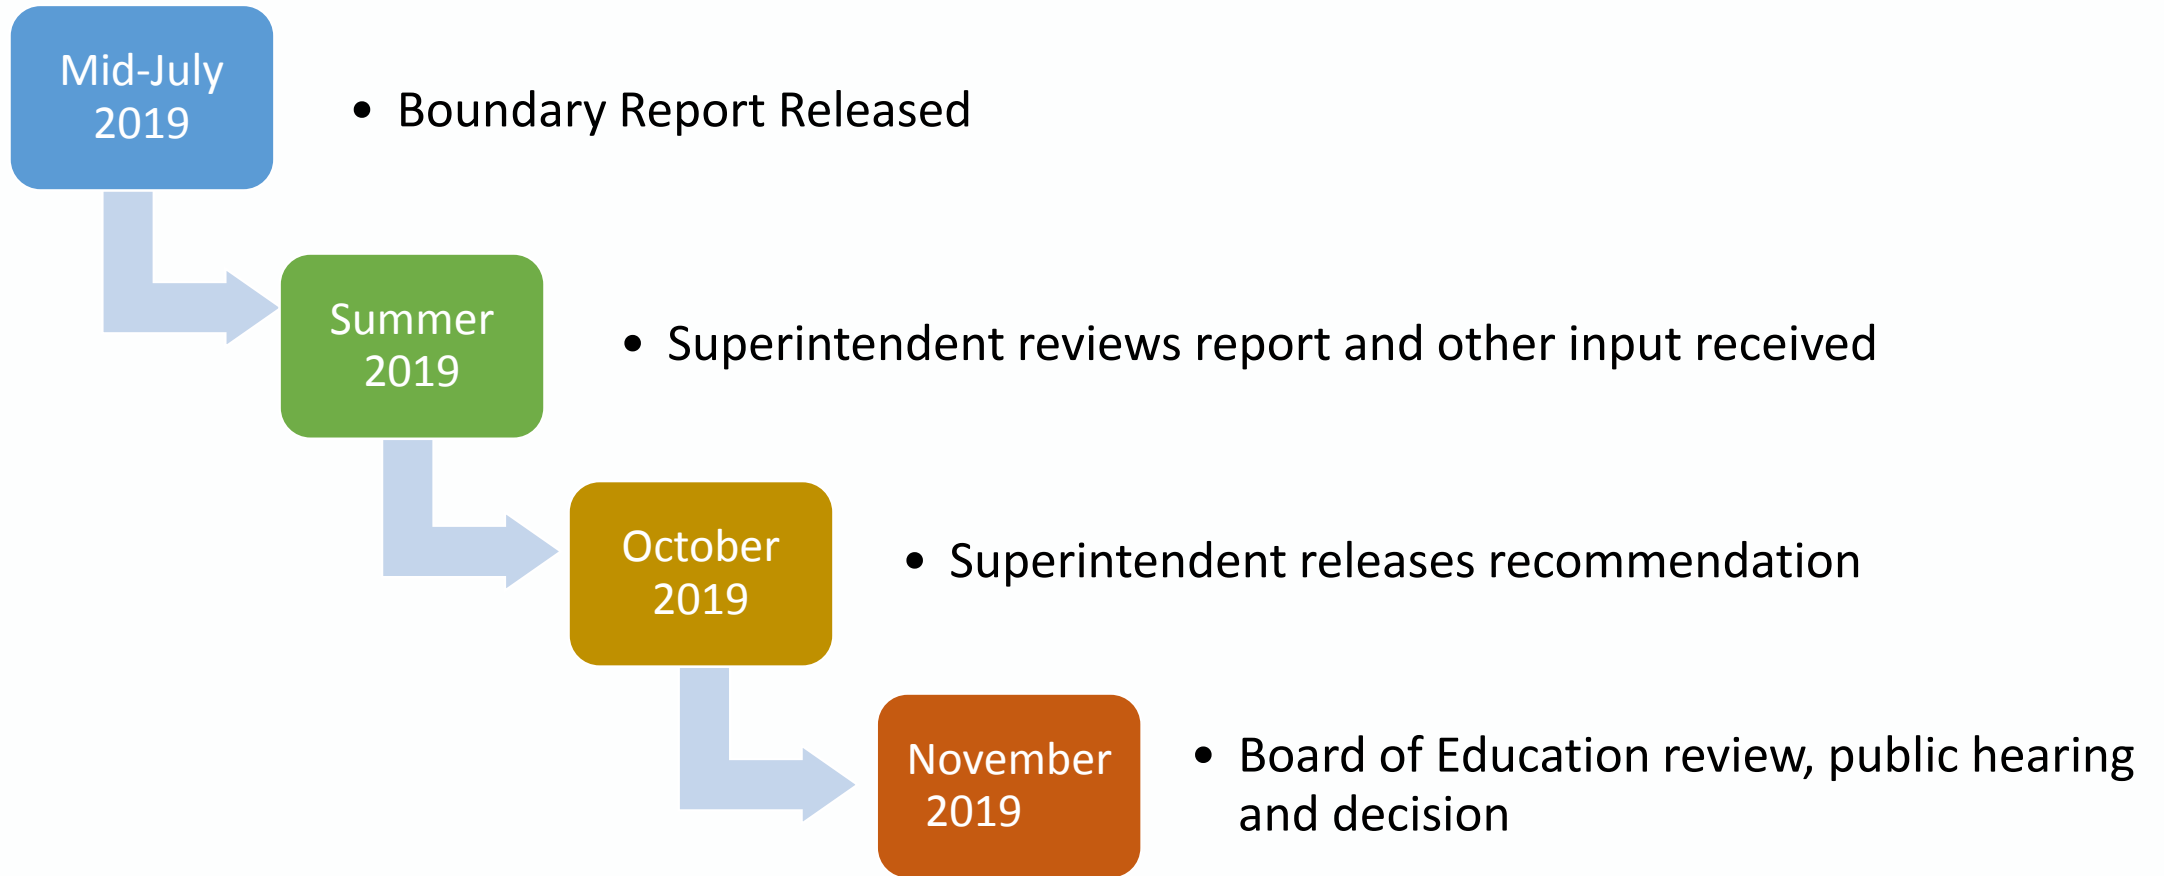 Mid-July
2019
• Boundary Report Released
Summer
2019
• Superintendent reviews report and other input received
October
2019
• Superintendent releases recommendation
November
2019
• Board of Education review, public hearing
and decision